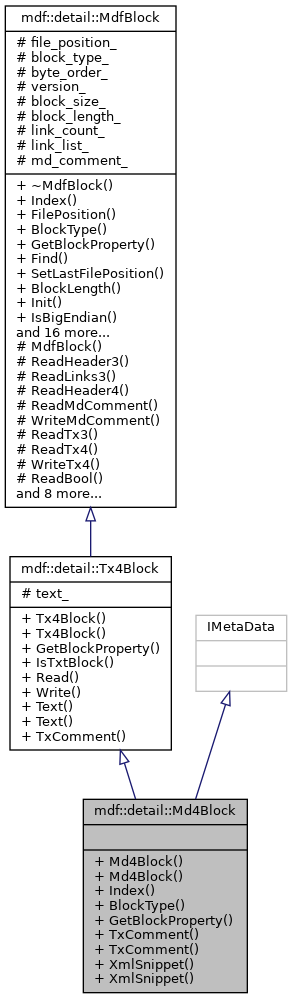 mdf::detail::MdfBlock
# file_position_
# block_type_
# byte_order_
# version_
# block_size_
# block_length_
# link_count_
# link_list_
# md_comment_
+ ~MdfBlock()
+ Index()
+ FilePosition()
+ BlockType()
+ GetBlockProperty()
+ Find()
+ SetLastFilePosition()
+ BlockLength()
+ Init()
+ IsBigEndian()
and 16 more...
# MdfBlock()
# ReadHeader3()
# ReadLinks3()
# ReadHeader4()
# ReadMdComment()
# WriteMdComment()
# ReadTx3()
# ReadTx4()
# WriteTx4()
# ReadBool()
and 8 more...
mdf::detail::Tx4Block
# text_
+ Tx4Block()
+ Tx4Block()
+ GetBlockProperty()
+ IsTxtBlock()
+ Read()
+ Write()
+ Text()
+ Text()
+ TxComment()
IMetaData
mdf::detail::Md4Block
+ Md4Block()
+ Md4Block()
+ Index()
+ BlockType()
+ GetBlockProperty()
+ TxComment()
+ TxComment()
+ XmlSnippet()
+ XmlSnippet()